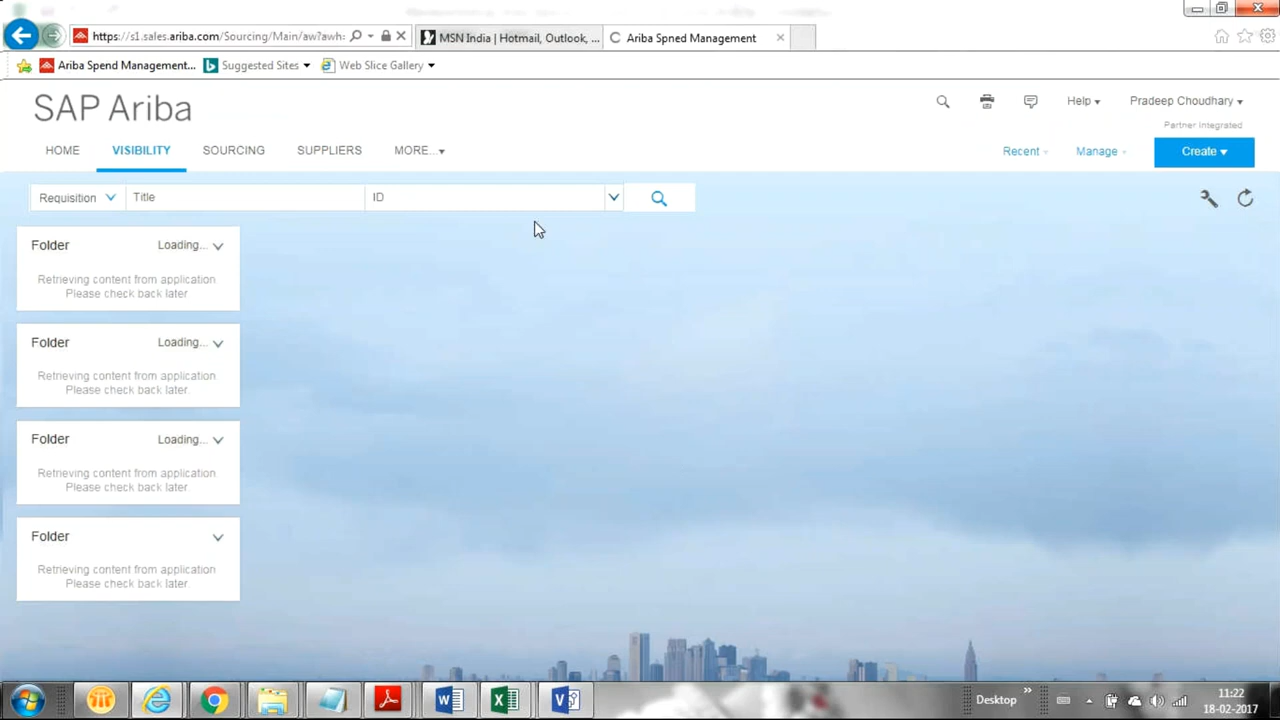 https://s1.sales.ariba.com/Sourcing/Main/aw?awh:
MSN India | Hotmail, Outlook, ...
Ariba Spned Management
Ariba Spend Management...
Suggested Sites
Web Slice Gallery
SAP Ariba
Help
Pradeep Choudhary
Partner Integrated
HOME
VISIBILITY
SOURCING
SUPPLIERS
MORE...
Recent
Manage
Create
Requisition
Title
ID
Folder
Loading...
Retrieving content from application.
Please check back later.
Folder
Loading...
Retrieving content from application.
Please check back later.
Folder
Loading...
Retrieving content from application.
Please check back later.
Folder
Retrieving content from application.
Please check back later.
Desktop
11:22
18-02-2017